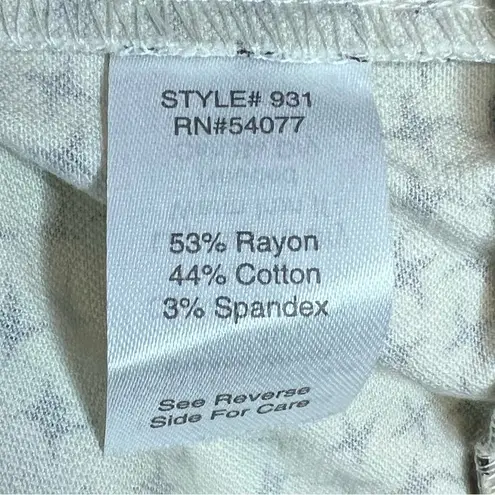 STYLE# 931
RN#54077
53% Rayon
44% Cotton
3% Spandex
See Reverse
Side For Care